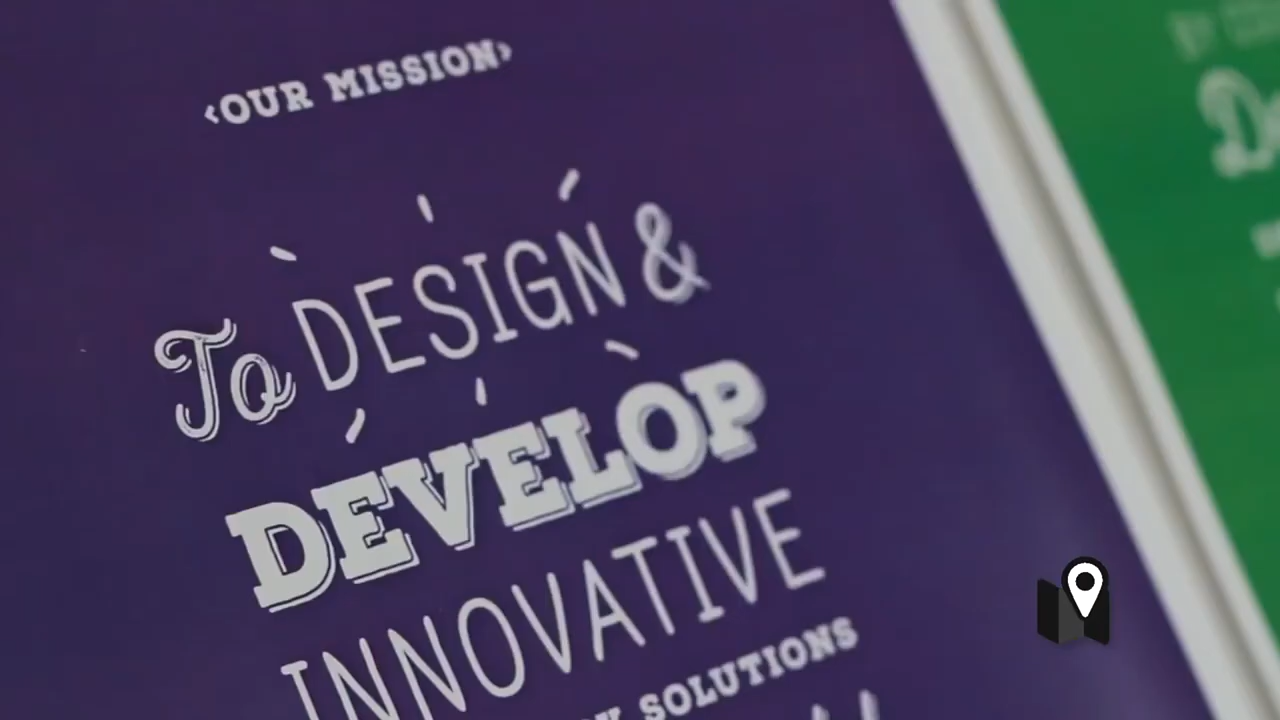 ‹OUR MISSION›
To DESIGN &
DEVELOP
INNOVATIVE
SOLUTIONS